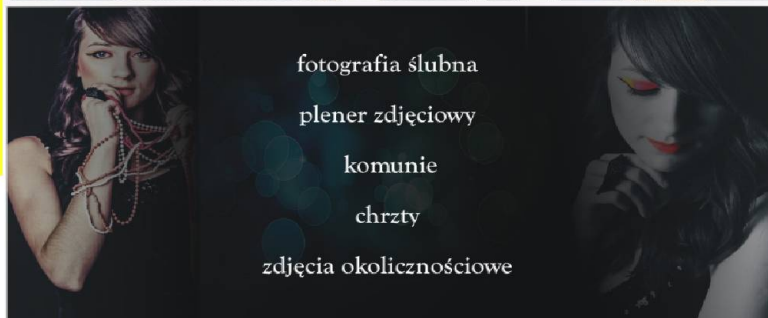 fotografia ślubna
plener zdjęciowy
komunie
chrzty
zdjęcia okolicznościowe